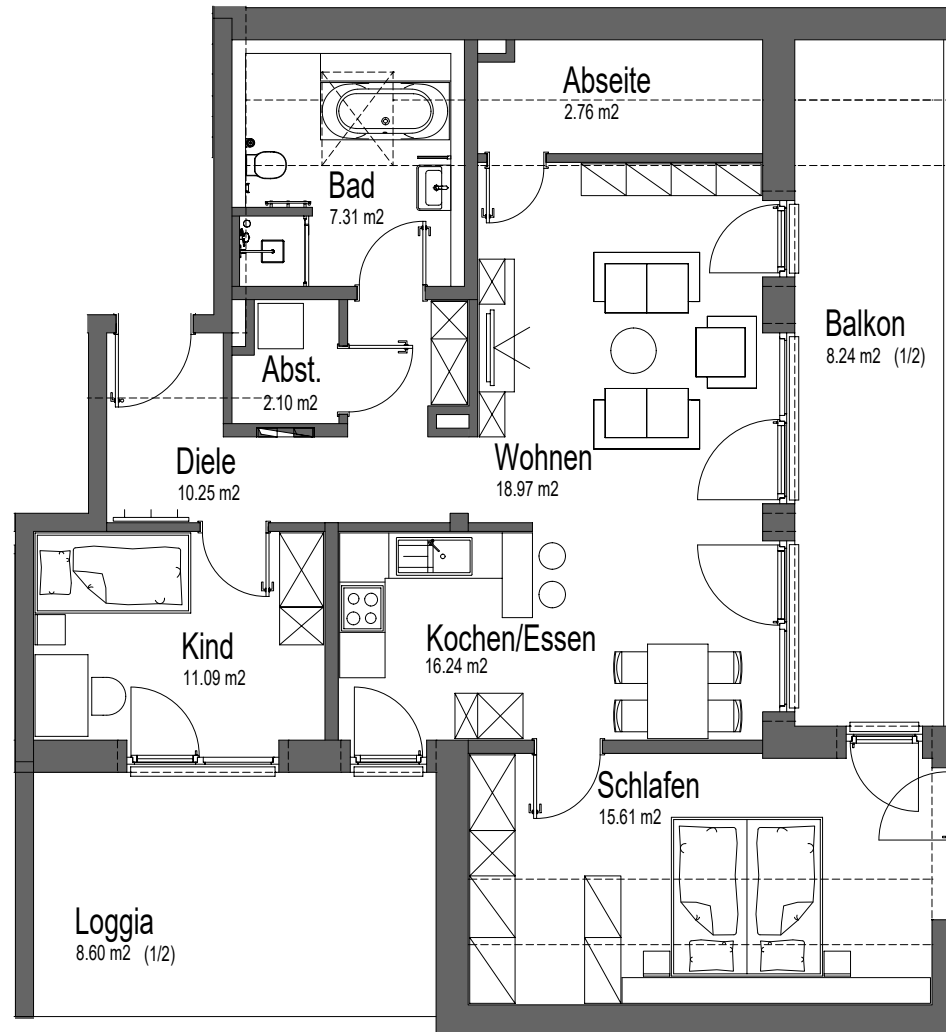 Abseite
2.76 m2
Bad
7.31 m2
Balkon
8.24 m2 (1/2)
Abst.
2.10 m2
Diele
10.25 m2
Wohnen
18.97 m2
Kochen/Essen
16.24 m2
Kind
11.09 m2
Schlafen
15.61 m2
Loggia
8.60 m2 (1/2)